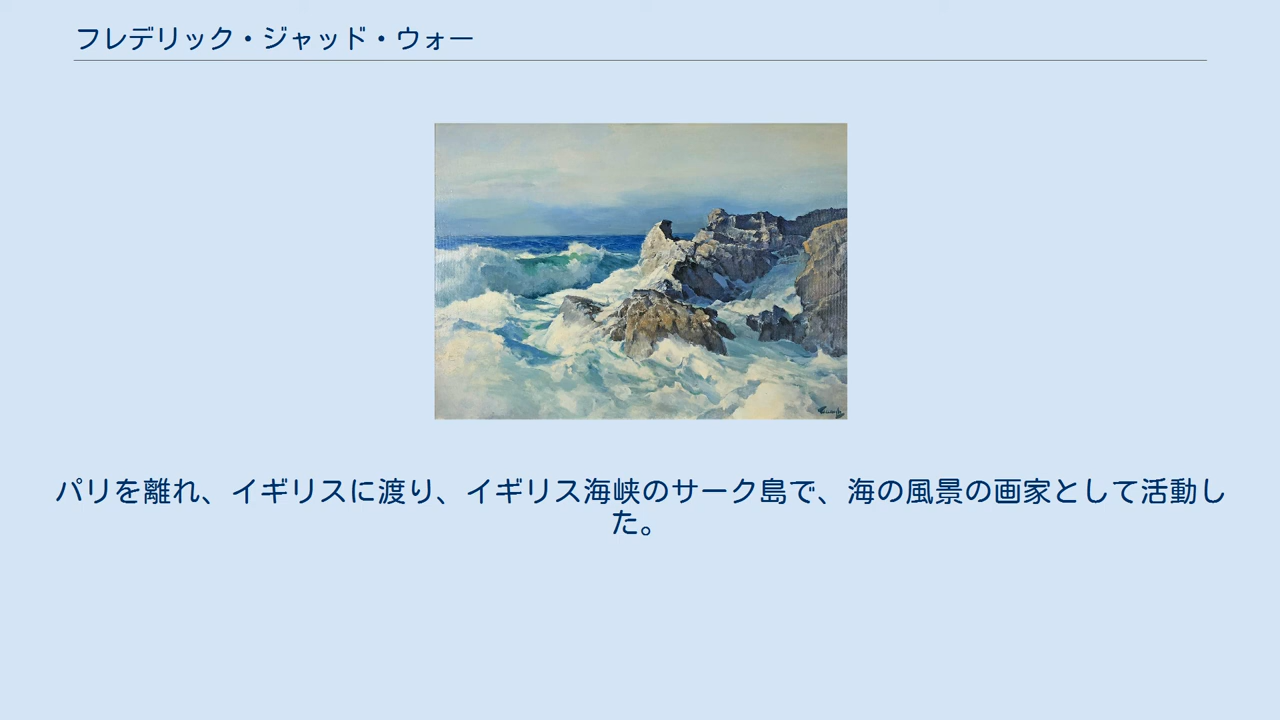 フレデリック・ジャッド・ウォー
パリを離れ、イギリスに渡り、イギリス海峡のサーク島で、海の風景の画家として活動し
た。